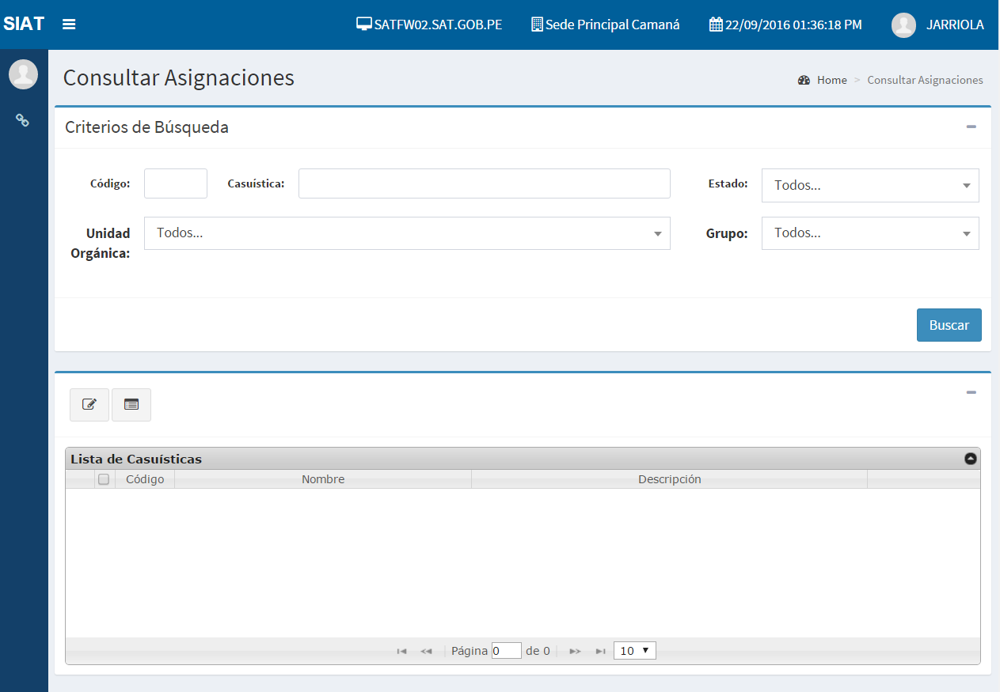 SIAT SATFW02.SAT.GOB.PE Sede Principal Camaná 22/09/2016 01:36:18 PM JARRIOLA
Consultar Asignaciones Home > Consultar Asignaciones
Criterios de Búsqueda
Código: Casuística: Estado: Todos...
Unidad Orgánica: Todos... Grupo: Todos...
Buscar
Lista de Casuísticas
Código Nombre Descripción
Página 0 de 0 10